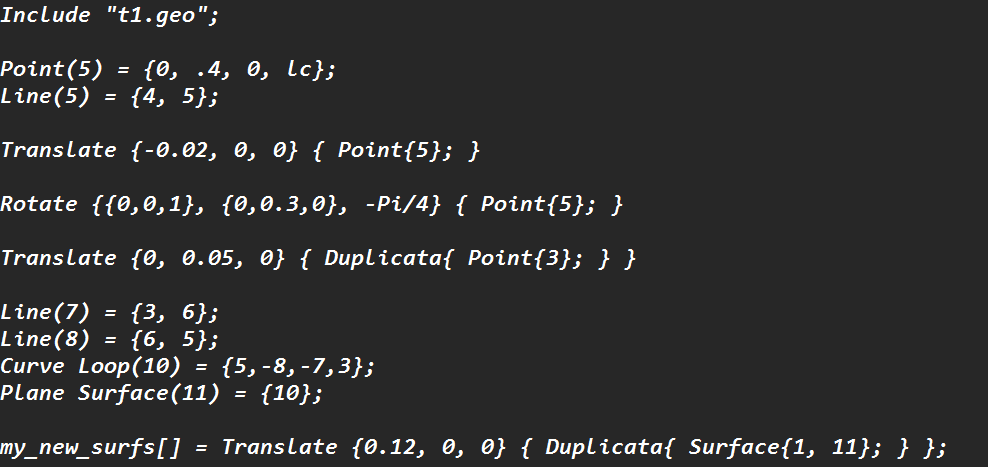 Include "t1.geo";
Point(5) = {0, .4, 0, lc};
Line(5) = {4, 5};
Translate {-0.02, 0, 0} { Point{5}; }
Rotate {{0,0,1}, {0,0.3,0}, -Pi/4} { Point{5}; }
Translate {0, 0.05, 0} { Duplicata{ Point{3}; } }
Line(7) = {3, 6};
Line(8) = {6, 5};
Curve Loop(10) = {5,-8,-7,3};
Plane Surface(11) = {10};
my_new_surfs[] = Translate {0.12, 0, 0} { Duplicata{ Surface{1, 11}; } };